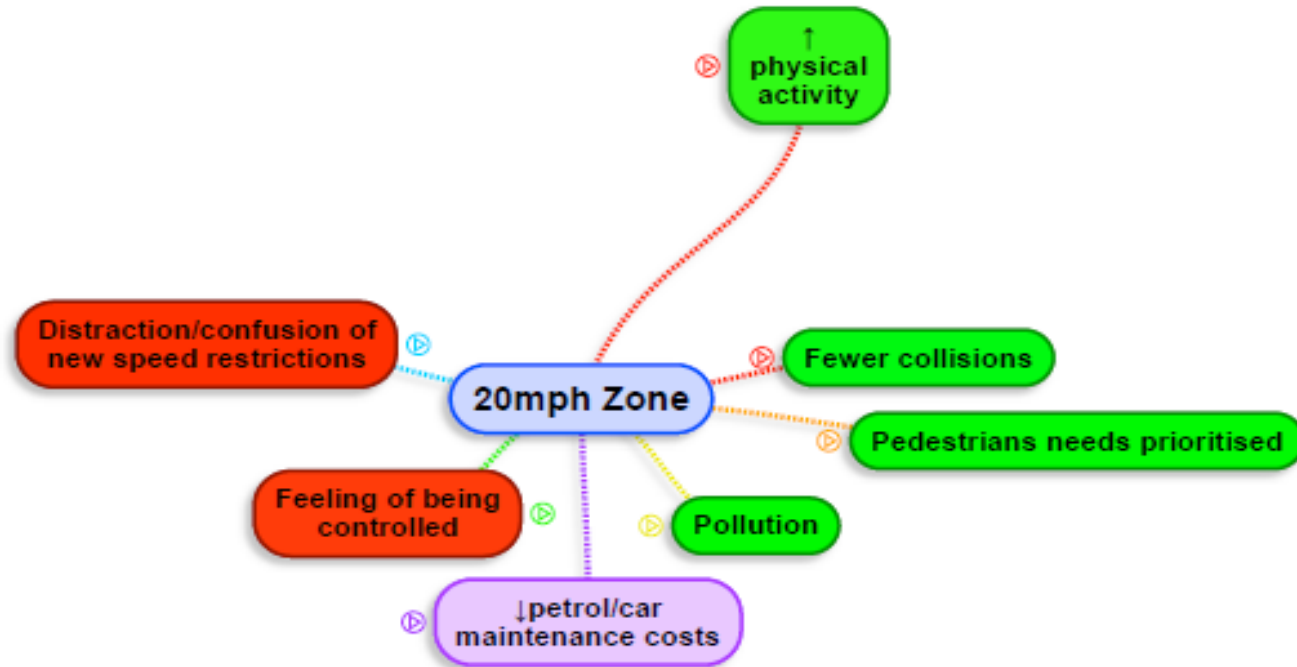 ↑
physical
activity
Distraction/confusion of
new speed restrictions
Fewer collisions
20mph Zone
Pedestrians needs prioritised
Feeling of being
controlled
Pollution
↓petrol/car
maintenance costs